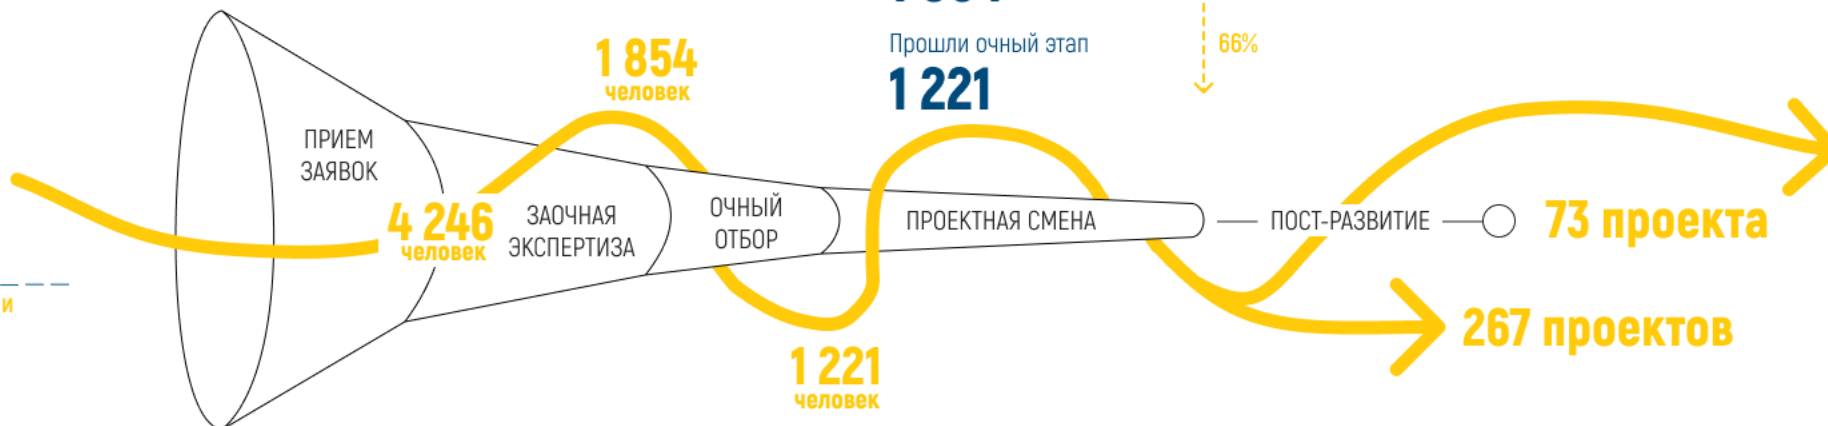 Прошли очный этап
1 221
66%
1 854
человек
ПРИЕМ
ЗАЯВОК
4 246
человек
ЗАОЧНАЯ
ЭКСПЕРТИЗА
ОЧНЫЙ
ОТБОР
ПРОЕКТНАЯ СМЕНА
ПОСТ-РАЗВИТИЕ
73 проекта
и
267 проектов
1 221
человек